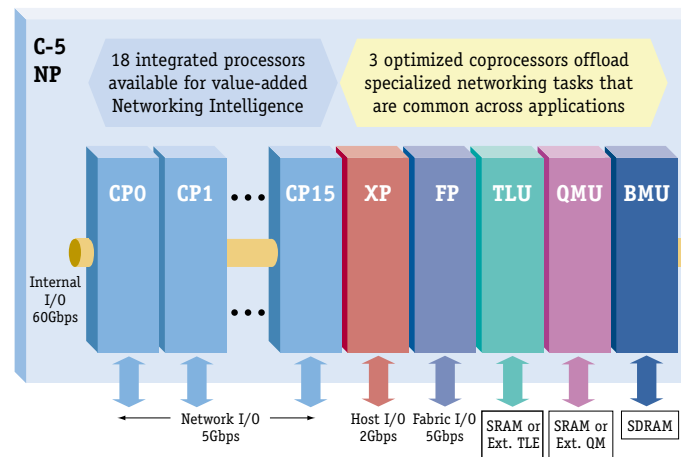 C-5
NP
18 integrated processors
available for value-added
Networking Intelligence
3 optimized coprocessors offload
specialized networking tasks that
are common across applications
CP0
CP1
CP15
XP
FP
TLU
QMU
BMU
Internal
I/O
60Gbps
Network I/O
5Gbps
Host I/O
2Gbps
Fabric I/O
5Gbps
SRAM or
Ext. TLE
SRAM or
Ext. QM
SDRAM